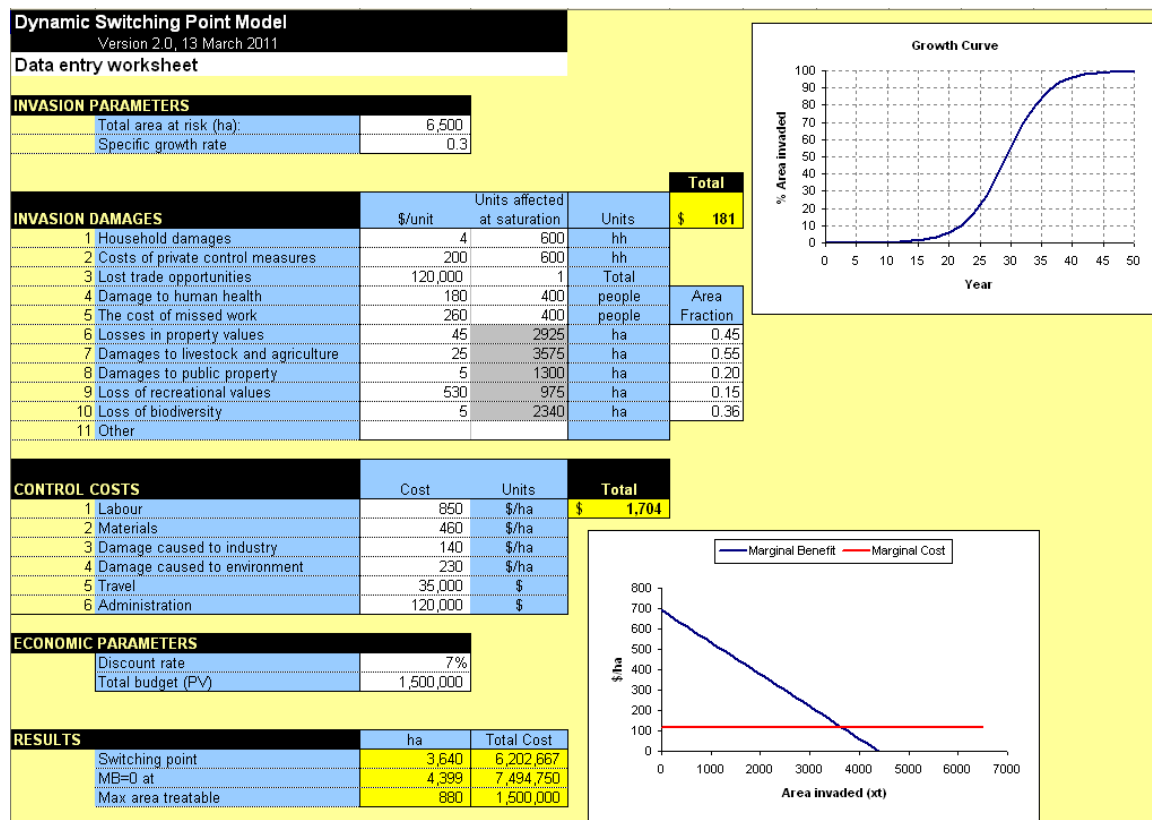 Dynamic Switching Point Model
Version 2.0, 13 March 2011
Data entry worksheet
INVASION PARAMETERS
Total area at risk (ha): 6,500
Specific growth rate 0.3
Total
INVASION DAMAGES $/unit Units affected at saturation Units $ 181
1 Household damages 4 600 hh
2 Costs of private control measures 200 600 hh
3 Lost trade opportunities 120,000 1 Total
4 Damage to human health 180 400 people Area
5 The cost of missed work 260 400 people Fraction
6 Losses in property values 45 2925 ha 0.45
7 Damages to livestock and agriculture 25 3575 ha 0.55
8 Damages to public property 5 1300 ha 0.20
9 Loss of recreational values 530 975 ha 0.15
10 Loss of biodiversity 5 2340 ha 0.36
11 Other
CONTROL COSTS Cost Units Total
1 Labour 850 $/ha $ 1,704
2 Materials 460 $/ha
3 Damage caused to industry 140 $/ha
4 Damage caused to environment 230 $/ha
5 Travel 35,000 $
6 Administration 120,000 $
ECONOMIC PARAMETERS
Discount rate 7%
Total budget (PV) 1,500,000
RESULTS ha Total Cost
Switching point 3,640 6,202,667
MB=0 at 4,399 7,494,750
Max area treatable 880 1,500,000
Growth Curve
% Area invaded
100
90
80
70
60
50
40
30
20
10
0
0 5 10 15 20 25 30 35 40 45 50
Year
Marginal Benefit Marginal Cost
$/ha
800
700
600
500
400
300
200
100
0
0 1000 2000 3000 4000 5000 6000 7000
Area invaded (xt)